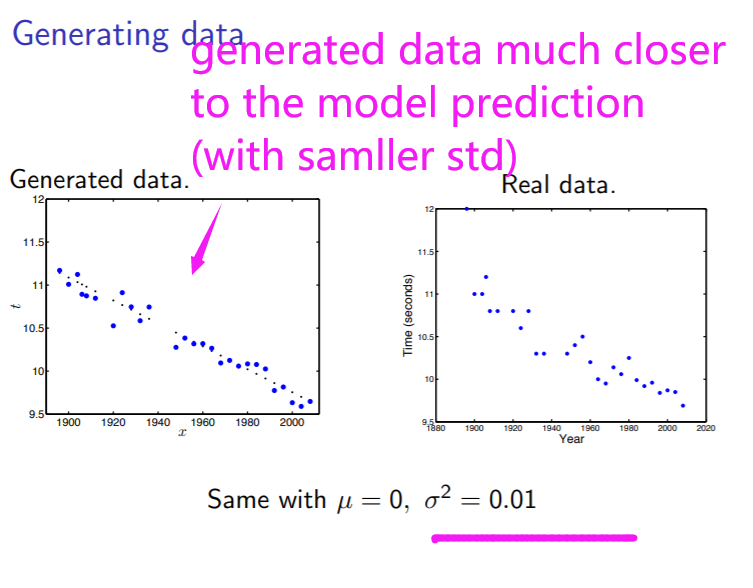 Generating data
generated data much closer
to the model prediction
(with samller std)
Generated data.
12
11.5
11
10.5
10
9.5
t
1900 1920 1940 1960 1980 2000
x
Real data.
12
11.5
11
10.5
10
9.5
Time (seconds)
1880 1900 1920 1940 1960 1980 2000 2020
Year
Same with μ = 0, σ² = 0.01